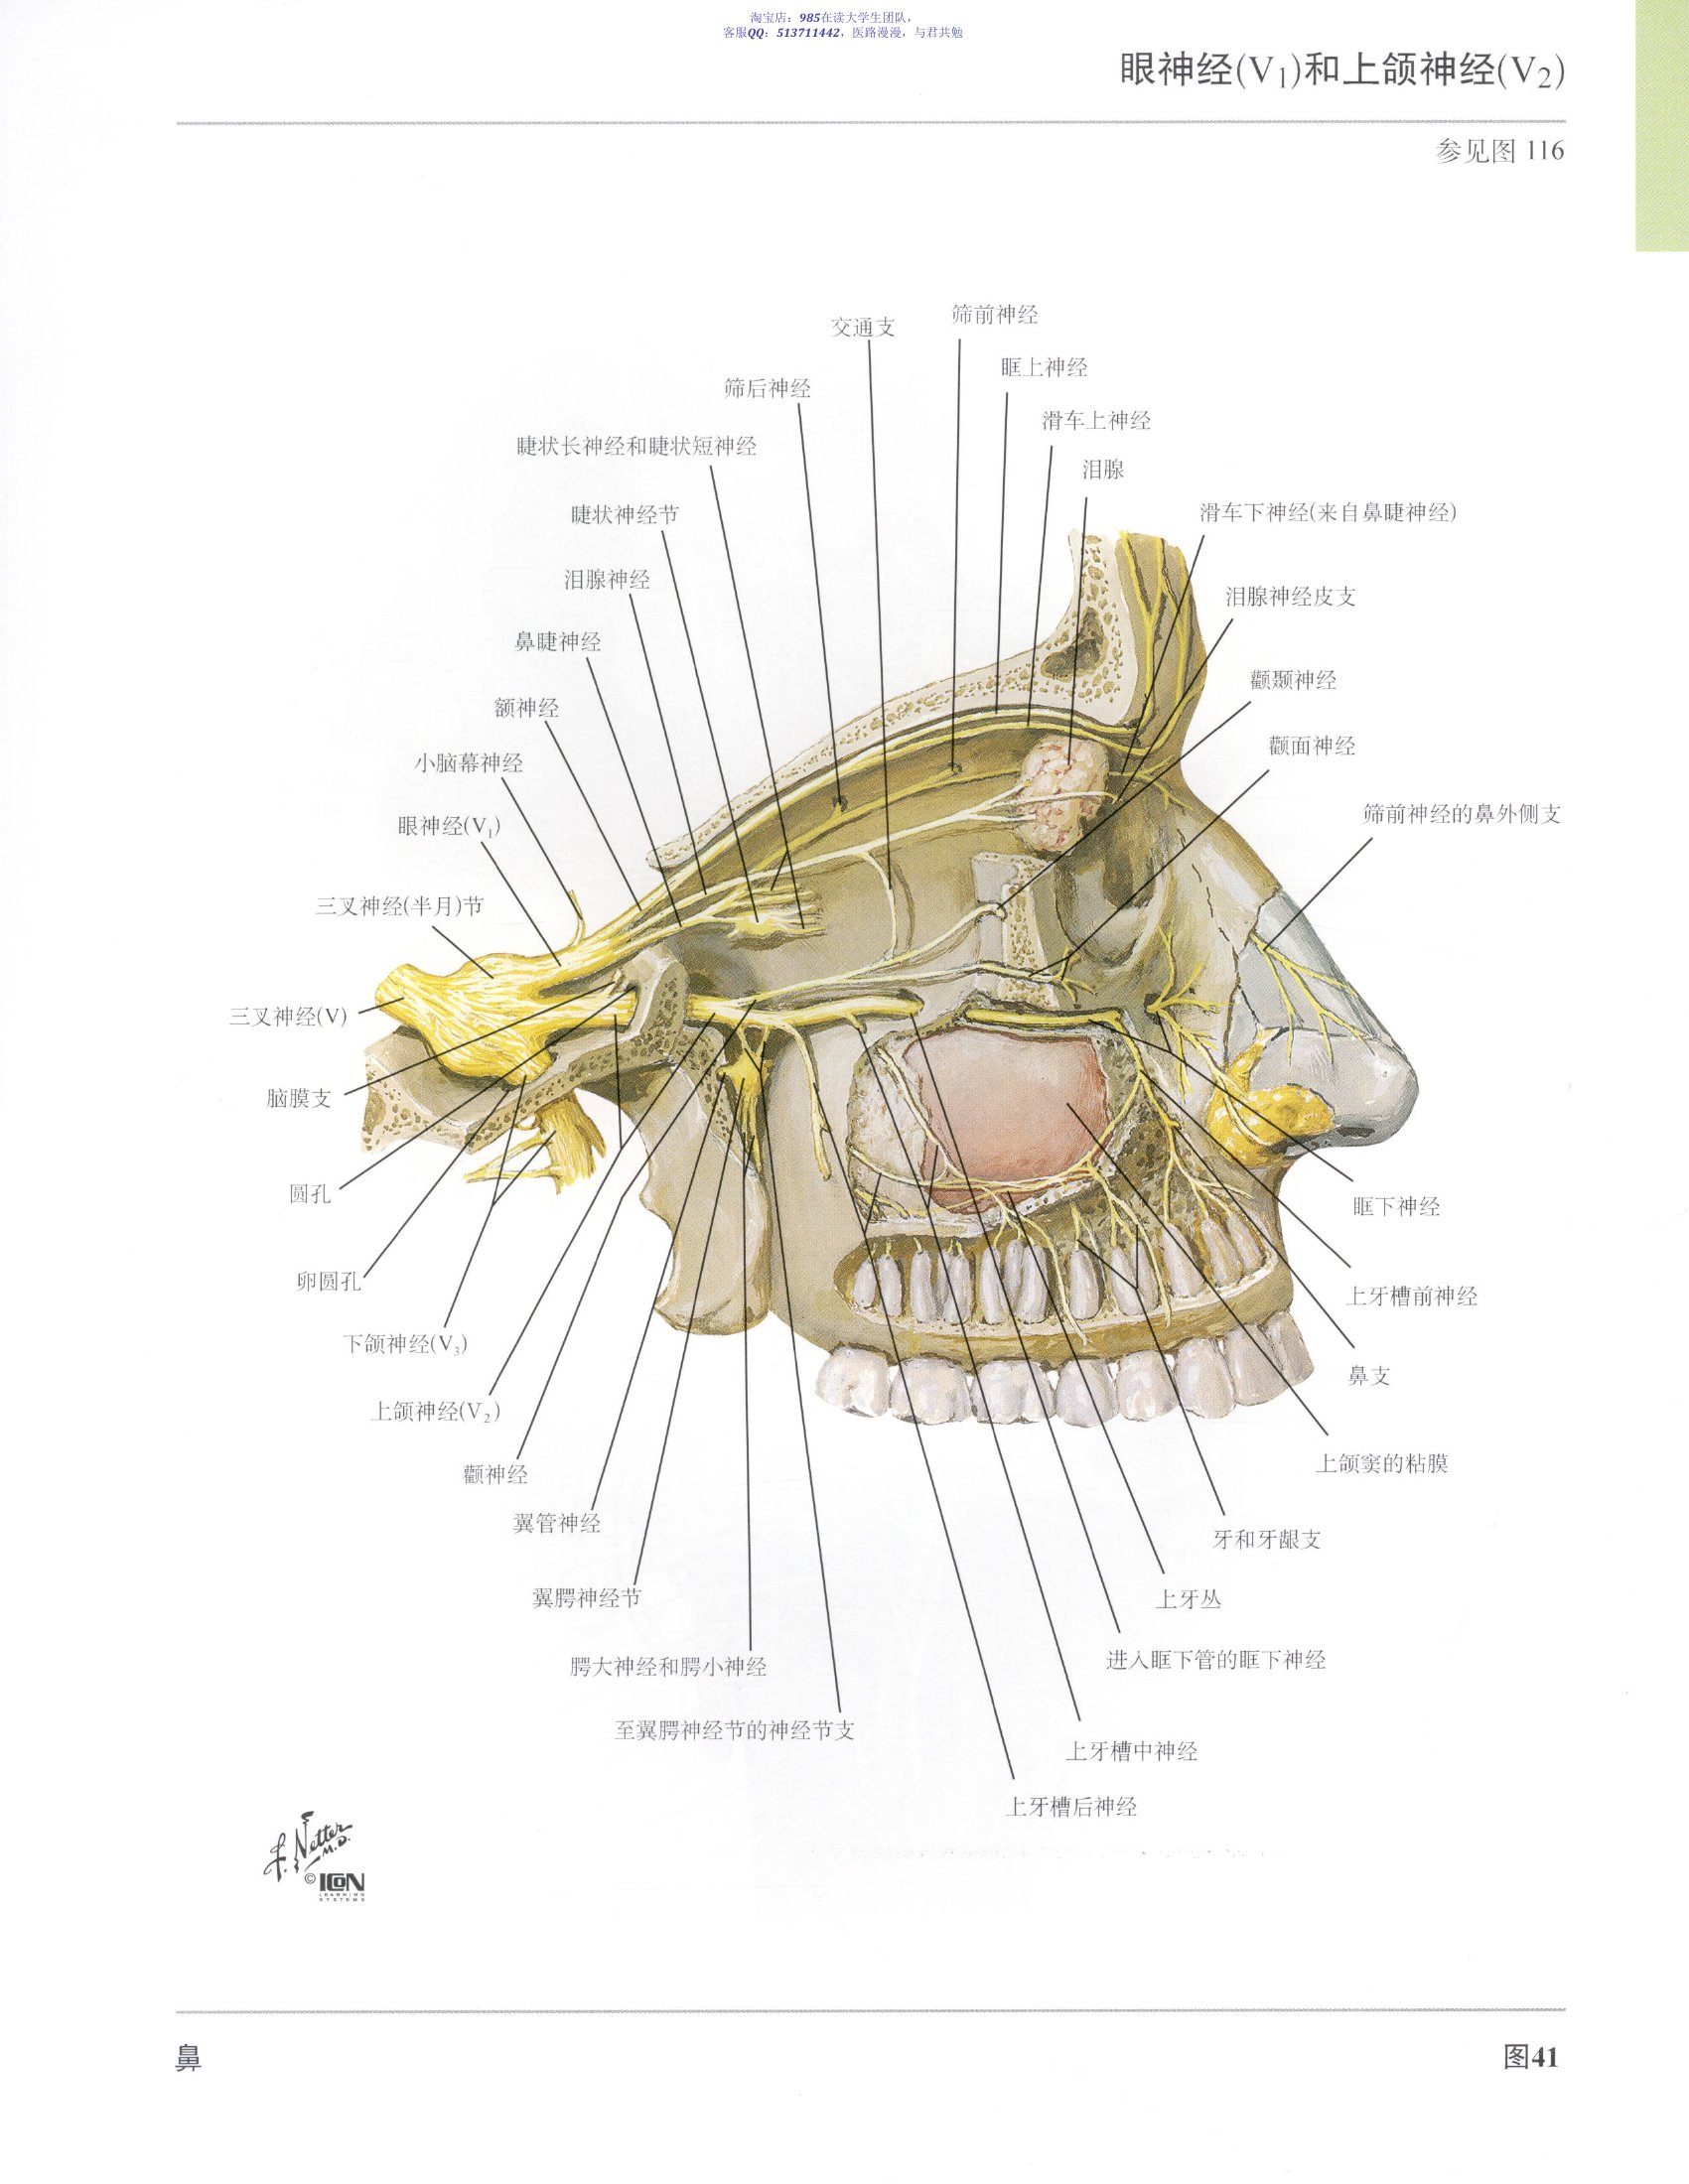 淘宝店：985在读大学生团队，
客服QQ：513711442，医路漫漫，与君共勉
眼神经(V₁)和上颌神经(V₂)
参见图 116
筛前神经
交通支
眶上神经
筛后神经
滑车上神经
睫状长神经和睫状短神经
泪腺
滑车下神经(来自鼻睫神经)
睫状神经节
泪腺神经
泪腺神经皮支
鼻睫神经
颧颞神经
额神经
颧面神经
小脑幕神经
筛前神经的鼻外侧支
眼神经(V₁)
三叉神经(半月)节
三叉神经(V)
脑膜支
圆孔
眶下神经
卵圆孔
上牙槽前神经
下颌神经(V₃)
鼻支
上颌神经(V₂)
上颌窦的粘膜
颧神经
翼管神经
牙和牙龈支
翼腭神经节
上牙丛
腭大神经和腭小神经
进入眶下管的眶下神经
至翼腭神经节的神经节支
上牙槽中神经
上牙槽后神经
F. Netter
M.D.
© ICON
LEARNING
SYSTEMS
鼻
图41